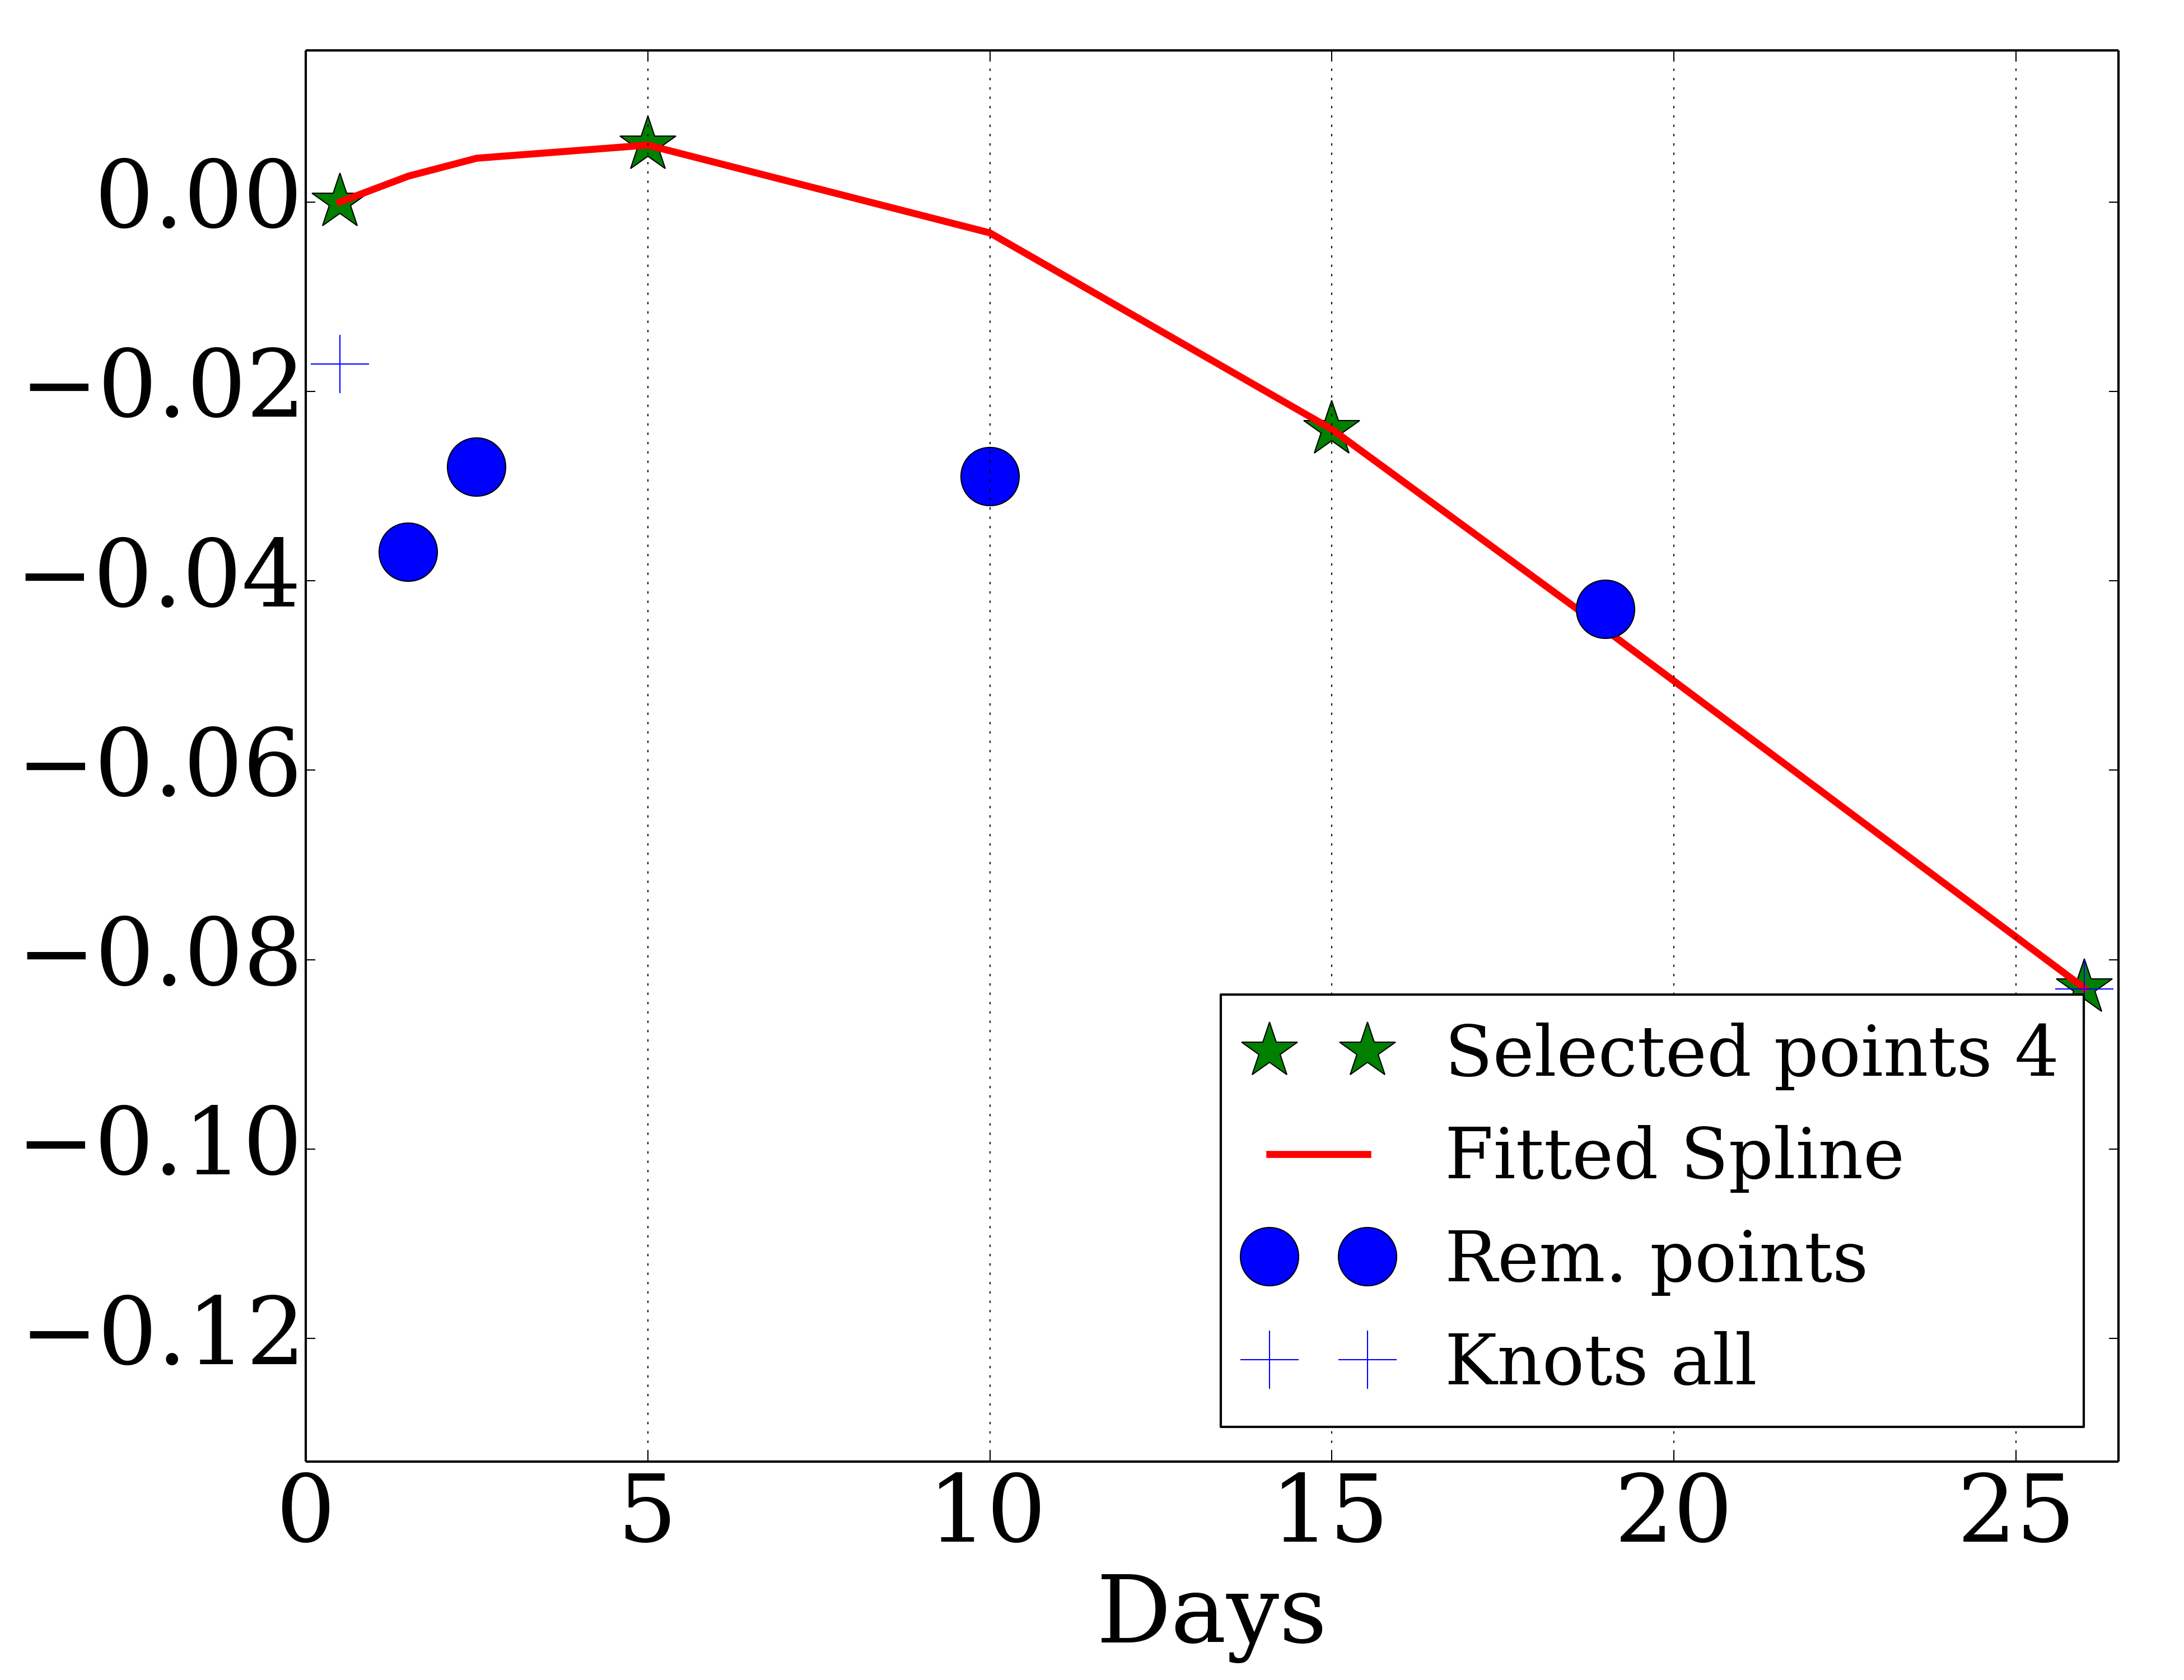 0.00
−0.02
−0.04
−0.06
−0.08
−0.10
−0.12
Selected points 4
Fitted Spline
Rem. points
Knots all
0 5 10 15 20 25
Days